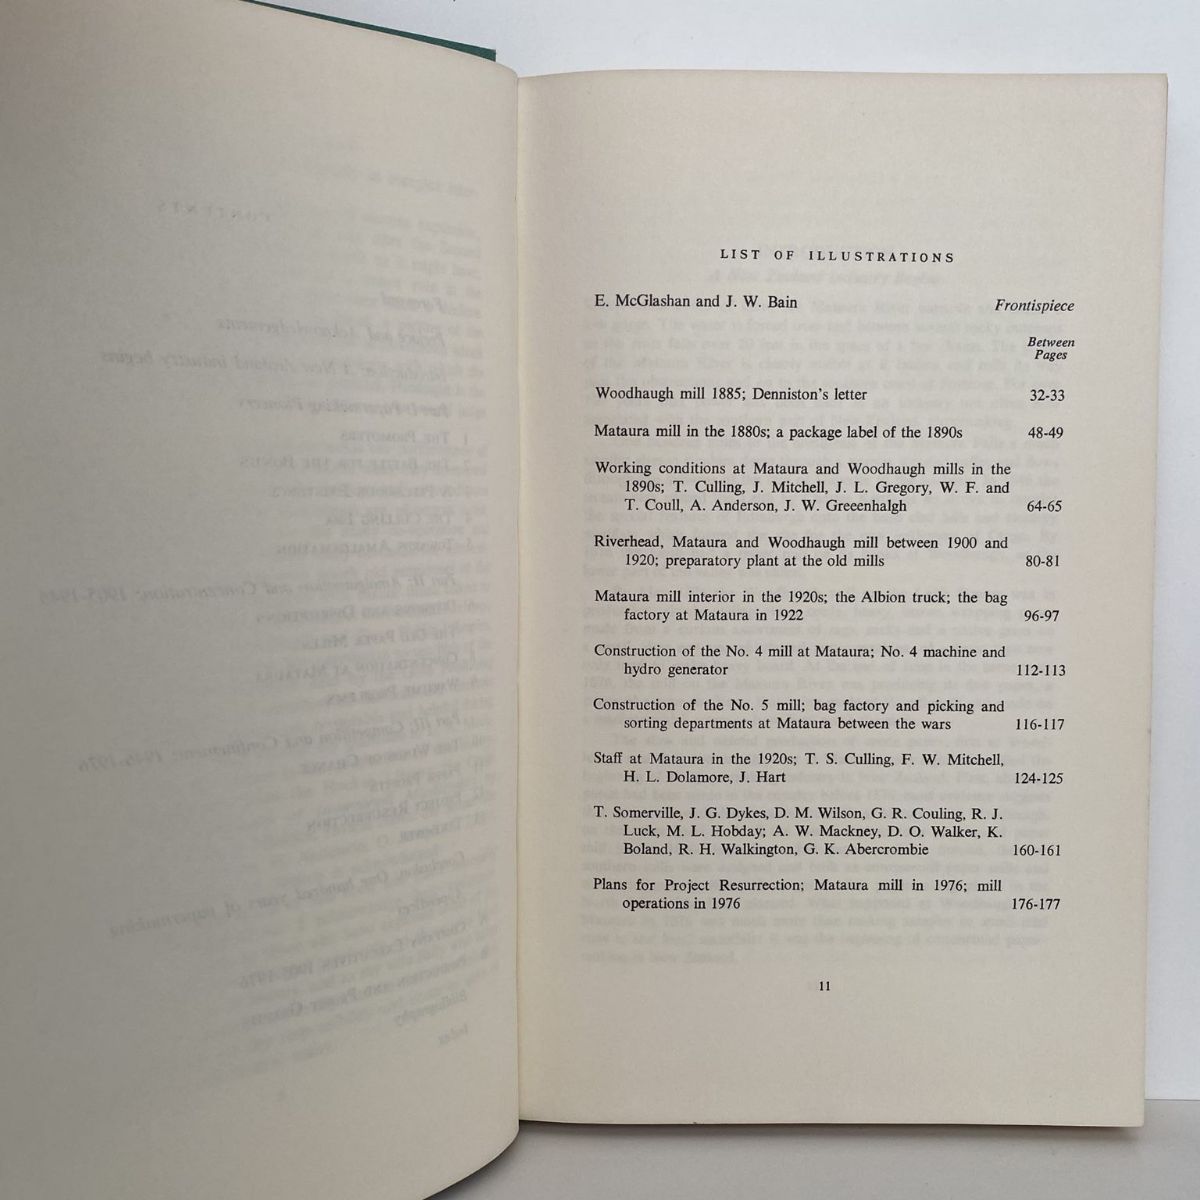 LIST OF ILLUSTRATIONS
E. McGlashan and J. W. Bain Frontispiece
Between
Pages
Woodhaugh mill 1885; Denniston's letter 32-33
Mataura mill in the 1880s; a package label of the 1890s 48-49
Working conditions at Mataura and Woodhaugh mills in the
1890s; T. Culling, J. Mitchell, J. L. Gregory, W. F. and
T. Coull, A. Anderson, J. W. Greeenhalgh 64-65
Riverhead, Mataura and Woodhaugh mill between 1900 and
1920; preparatory plant at the old mills 80-81
Mataura mill interior in the 1920s; the Albion truck; the bag
factory at Mataura in 1922 96-97
Construction of the No. 4 mill at Mataura; No. 4 machine and
hydro generator 112-113
Construction of the No. 5 mill; bag factory and picking and
sorting departments at Mataura between the wars 116-117
Staff at Mataura in the 1920s; T. S. Culling, F. W. Mitchell,
H. L. Dolamore, J. Hart 124-125
T. Somerville, J. G. Dykes, D. M. Wilson, G. R. Couling, R. J.
Luck, M. L. Hobday; A. W. Mackney, D. O. Walker, K.
Boland, R. H. Walkington, G. K. Abercrombie 160-161
Plans for Project Resurrection; Mataura mill in 1976; mill
operations in 1976 176-177
11